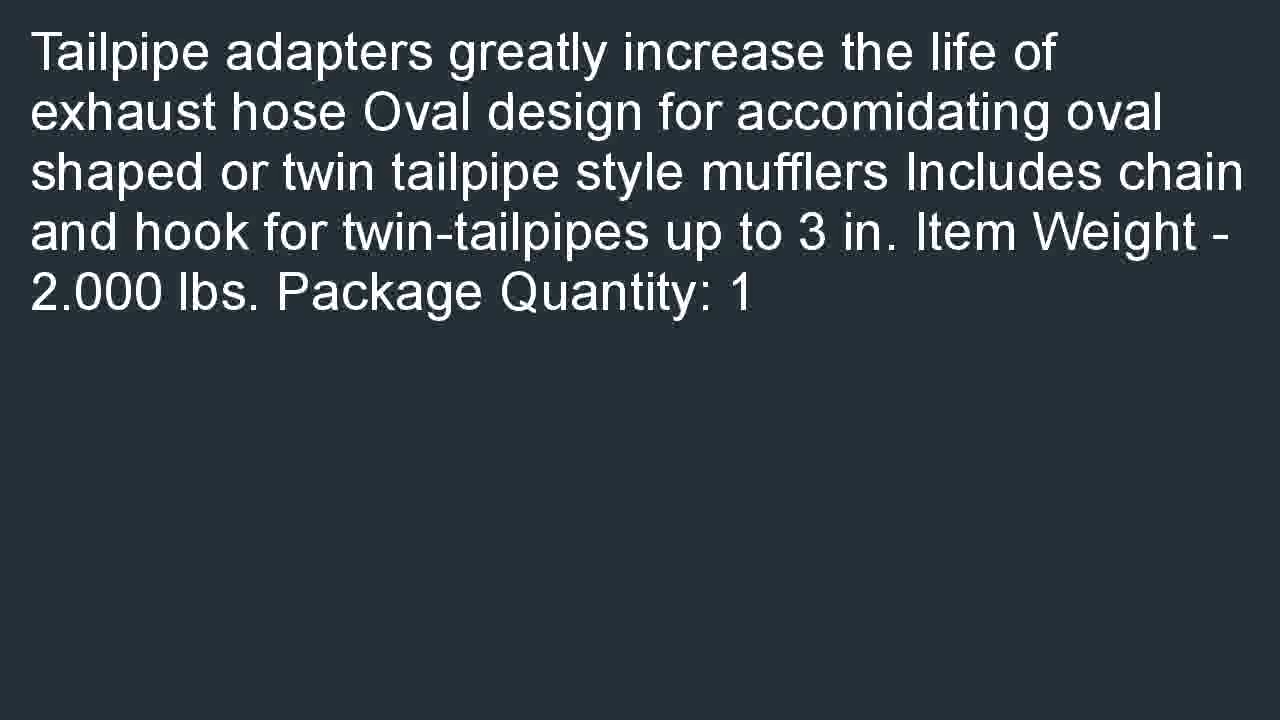 Tailpipe adapters greatly increase the life of
exhaust hose Oval design for accomidating oval
shaped or twin tailpipe style mufflers Includes chain
and hook for twin-tailpipes up to 3 in. Item Weight -
2.000 lbs. Package Quantity: 1